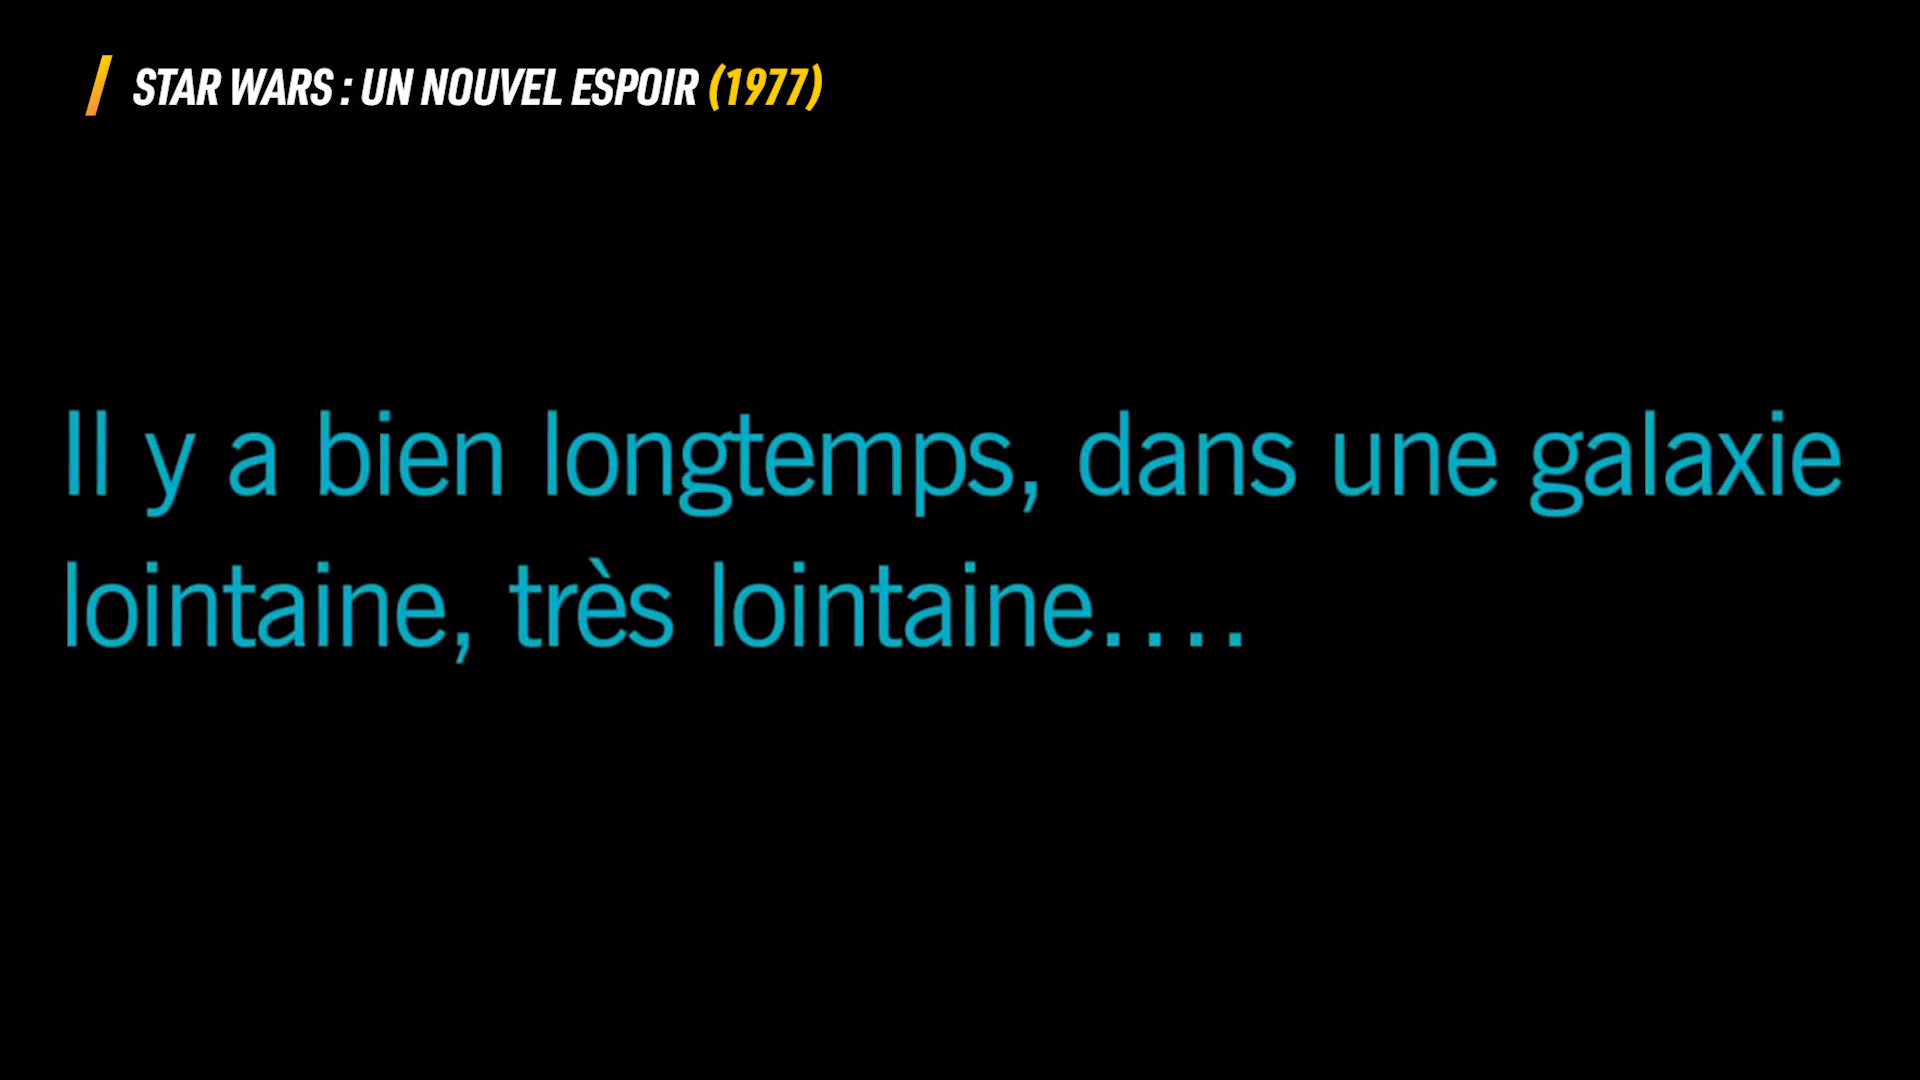 STAR WARS : UN NOUVEL ESPOIR (1977)
Il y a bien longtemps, dans une galaxie
lointaine, très lointaine....